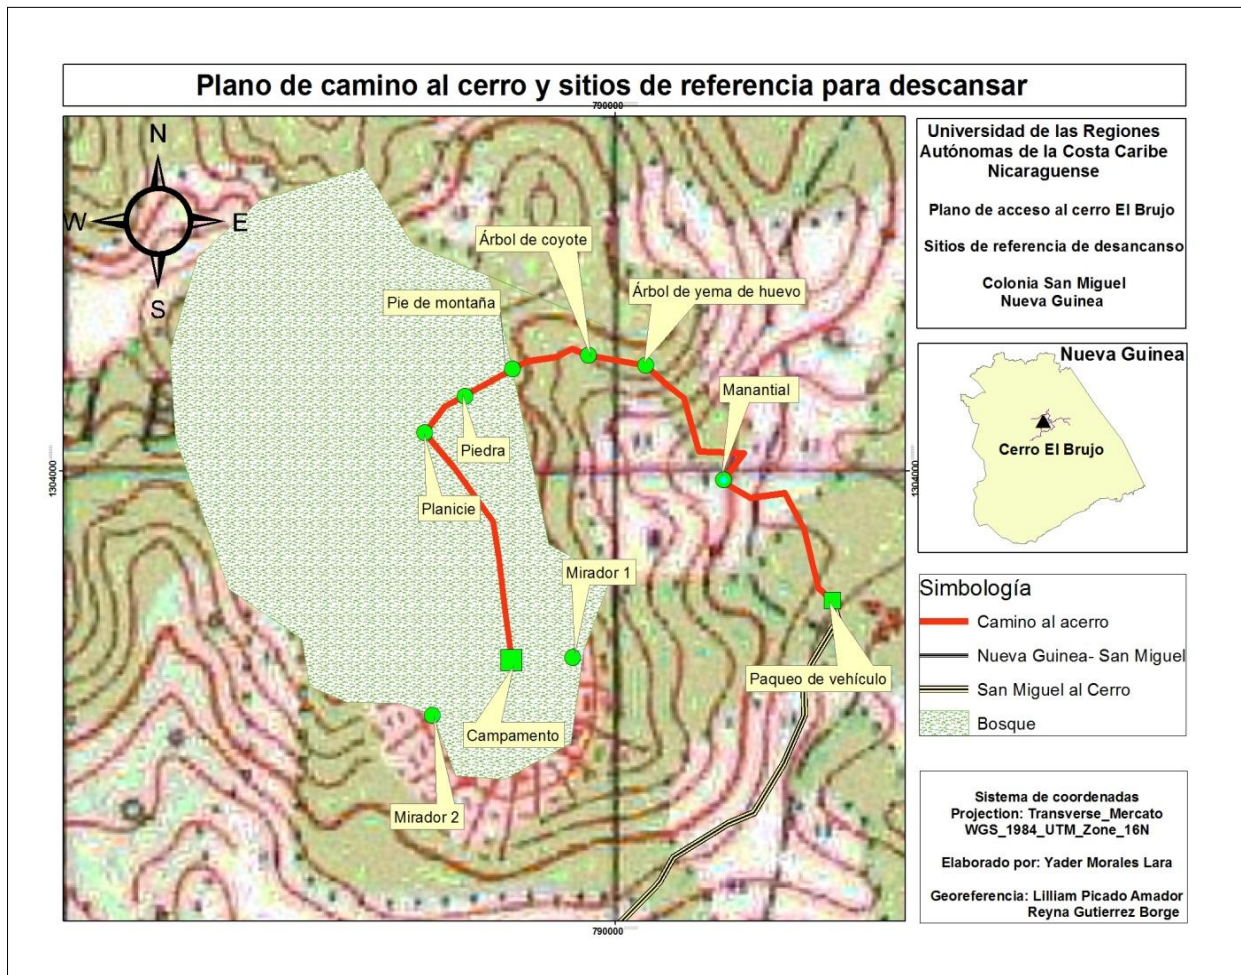 Plano de camino al cerro y sitios de referencia para descansar
790000
N
W
E
S
Árbol de coyote
Pie de montaña
Árbol de yema de huevo
Manantial
Piedra
1304000
1304000
Planicie
Mirador 1
Paqueo de vehículo
Campamento
Mirador 2
790000
Universidad de las Regiones
Autónomas de la Costa Caribe
Nicaraguense
Plano de acceso al cerro El Brujo
Sitios de referencia de desancanso
Colonia San Miguel
Nueva Guinea
Nueva Guinea
Cerro El Brujo
Simbología
Camino al acerro
Nueva Guinea- San Miguel
San Miguel al Cerro
Bosque
Sistema de coordenadas
Projection: Transverse_Mercato
WGS_1984_UTM_Zone_16N
Elaborado por: Yader Morales Lara
Georeferencia: Lilliam Picado Amador
Reyna Gutierrez Borge